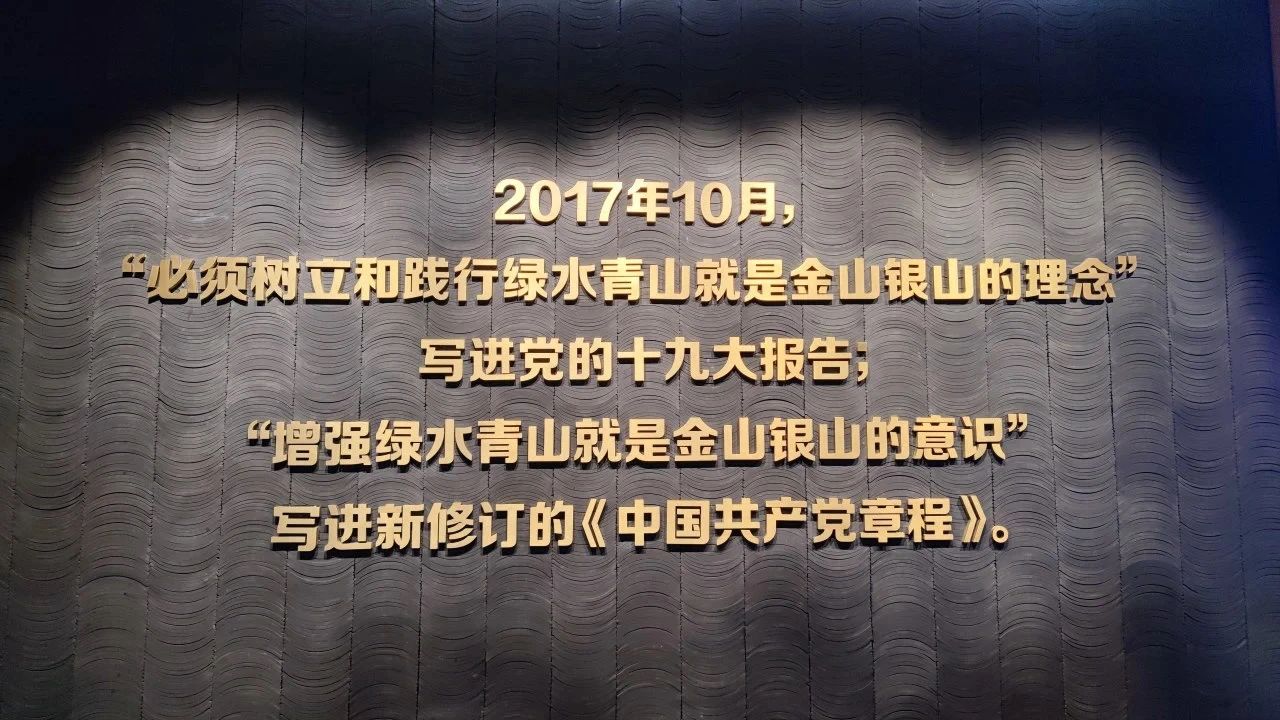 2017年10月，
“必须树立和践行绿水青山就是金山银山的理念”
写进党的十九大报告；
“增强绿水青山就是金山银山的意识”
写进新修订的《中国共产党章程》。